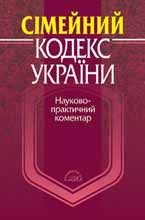 СІМЕЙНИЙ
КОДЕКС
УКРАЇНИ
Науково-
практичний
коментар